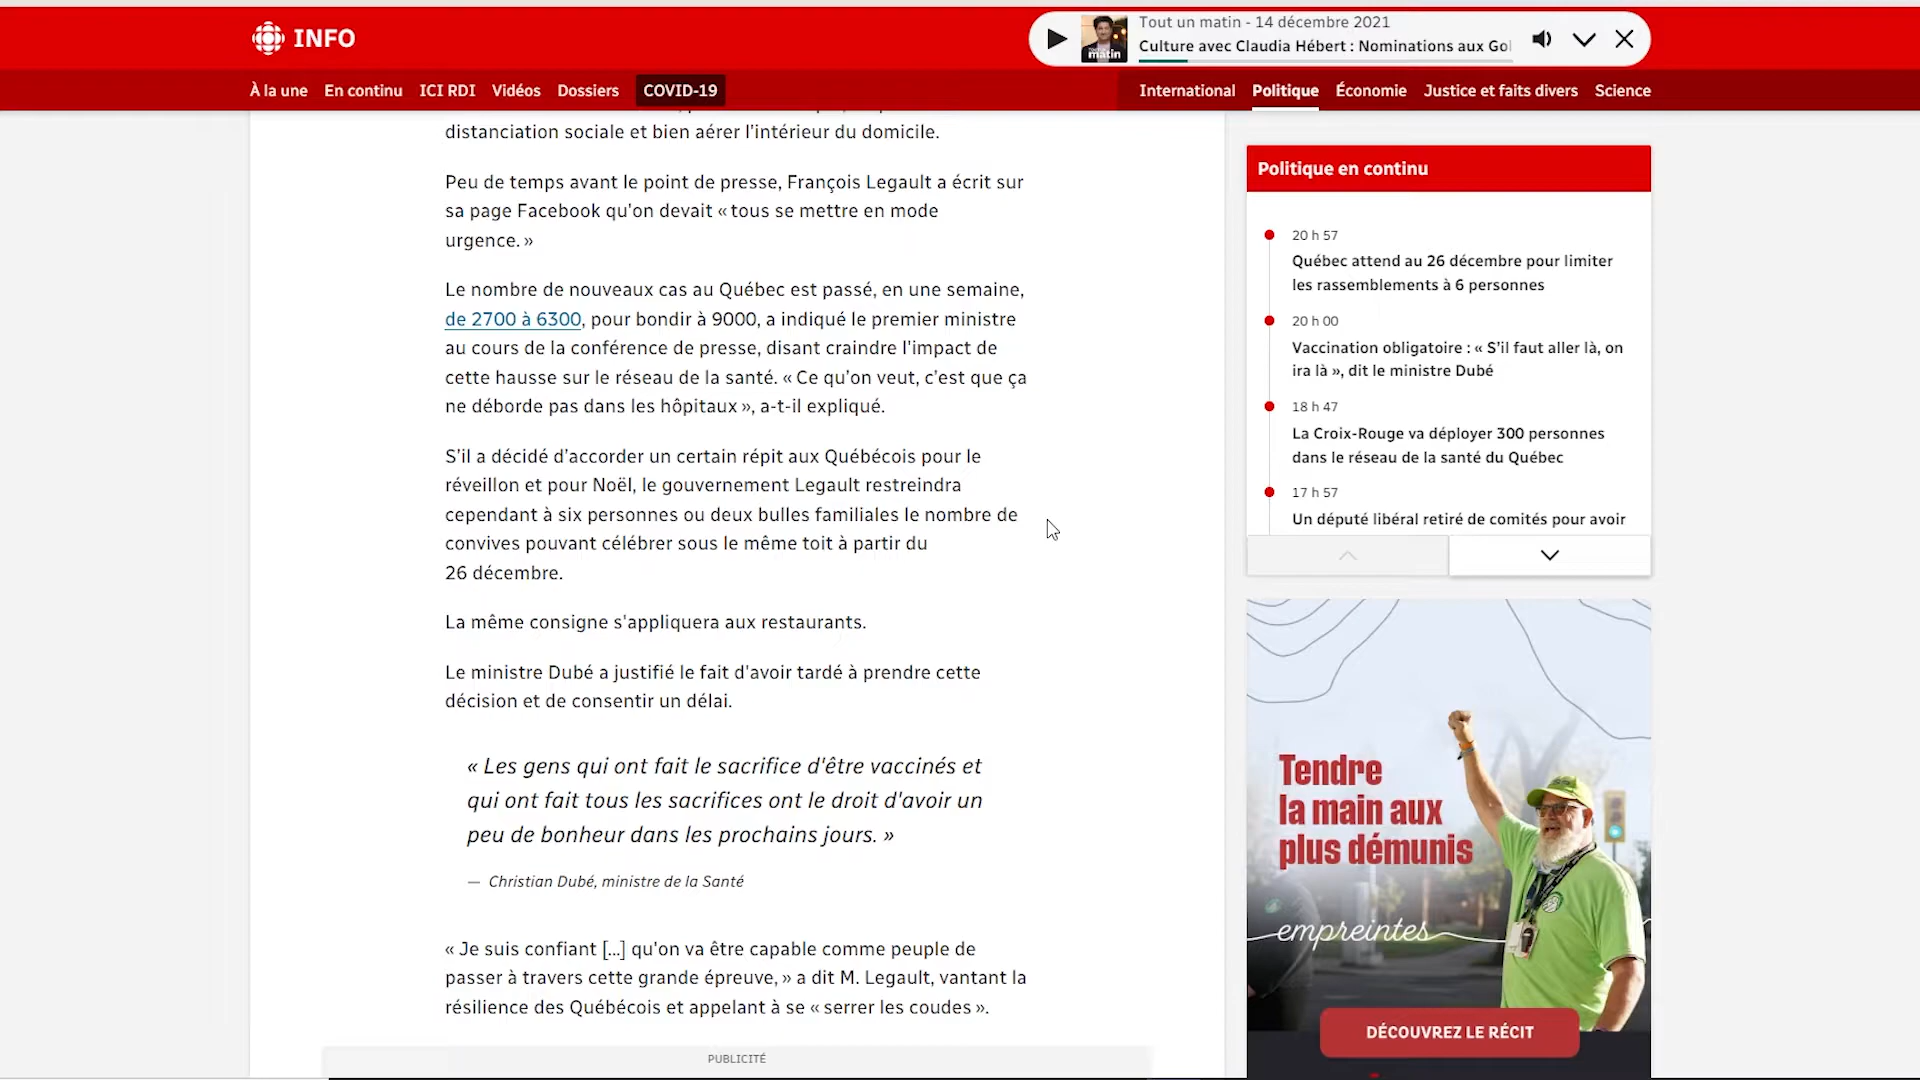 INFO
Tout un matin - 14 décembre 2021
Culture avec Claudia Hébert : Nominations aux Gol
matin
À la une
En continu
ICI RDI
Vidéos
Dossiers
COVID-19
International
Politique
Économie
Justice et faits divers
Science
distanciation sociale et bien aérer l'intérieur du domicile.
Peu de temps avant le point de presse, François Legault a écrit sur
sa page Facebook qu'on devait « tous se mettre en mode
urgence. »
Le nombre de nouveaux cas au Québec est passé, en une semaine,
de 2700 à 6300, pour bondir à 9000, a indiqué le premier ministre
au cours de la conférence de presse, disant craindre l'impact de
cette hausse sur le réseau de la santé. « Ce qu'on veut, c'est que ça
ne déborde pas dans les hôpitaux », a-t-il expliqué.
S'il a décidé d'accorder un certain répit aux Québécois pour le
réveillon et pour Noël, le gouvernement Legault restreindra
cependant à six personnes ou deux bulles familiales le nombre de
convives pouvant célébrer sous le même toit à partir du
26 décembre.
La même consigne s'appliquera aux restaurants.
Le ministre Dubé a justifié le fait d'avoir tardé à prendre cette
décision et de consentir un délai.
« Les gens qui ont fait le sacrifice d'être vaccinés et
qui ont fait tous les sacrifices ont le droit d'avoir un
peu de bonheur dans les prochains jours. »
— Christian Dubé, ministre de la Santé
« Je suis confiant [...] qu'on va être capable comme peuple de
passer à travers cette grande épreuve, » a dit M. Legault, vantant la
résilience des Québécois et appelant à se « serrer les coudes ».
PUBLICITÉ
Politique en continu
20 h 57
Québec attend au 26 décembre pour limiter
les rassemblements à 6 personnes
20 h 00
Vaccination obligatoire : « S'il faut aller là, on
ira là », dit le ministre Dubé
18 h 47
La Croix-Rouge va déployer 300 personnes
dans le réseau de la santé du Québec
17 h 57
Un député libéral retiré de comités pour avoir
Tendre
la main aux
plus démunis
empreintes
DÉCOUVREZ LE RÉCIT